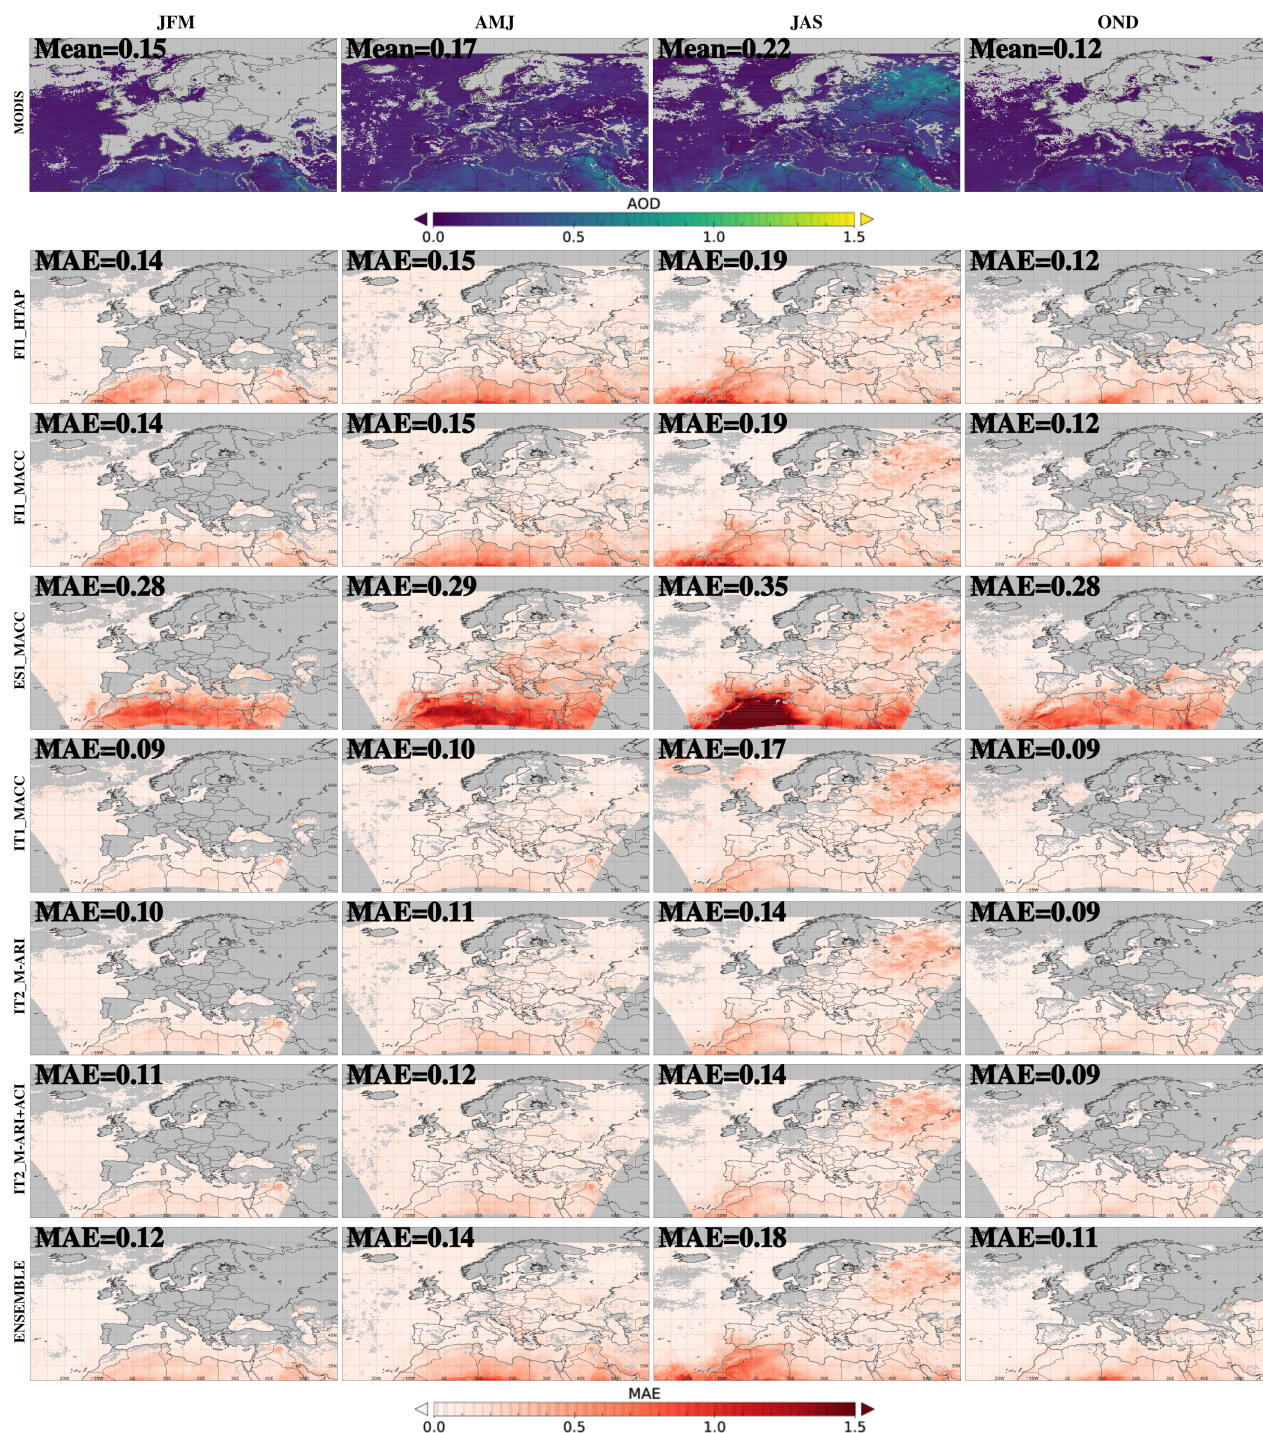 JFM AMJ JAS OND
MODIS
Mean=0.15 Mean=0.17 Mean=0.22 Mean=0.12
AOD
0.0 0.5 1.0 1.5
FI1_HTAP
MAE=0.14 MAE=0.15 MAE=0.19 MAE=0.12
FI1_MACC
MAE=0.14 MAE=0.15 MAE=0.19 MAE=0.12
ES1_MACC
MAE=0.28 MAE=0.29 MAE=0.35 MAE=0.28
IT1_MACC
MAE=0.09 MAE=0.10 MAE=0.17 MAE=0.09
IT2_M-ARI
MAE=0.10 MAE=0.11 MAE=0.14 MAE=0.09
IT2_M-ARI+ACI
MAE=0.11 MAE=0.12 MAE=0.14 MAE=0.09
ENSEMBLE
MAE=0.12 MAE=0.14 MAE=0.18 MAE=0.11
MAE
0.0 0.5 1.0 1.5